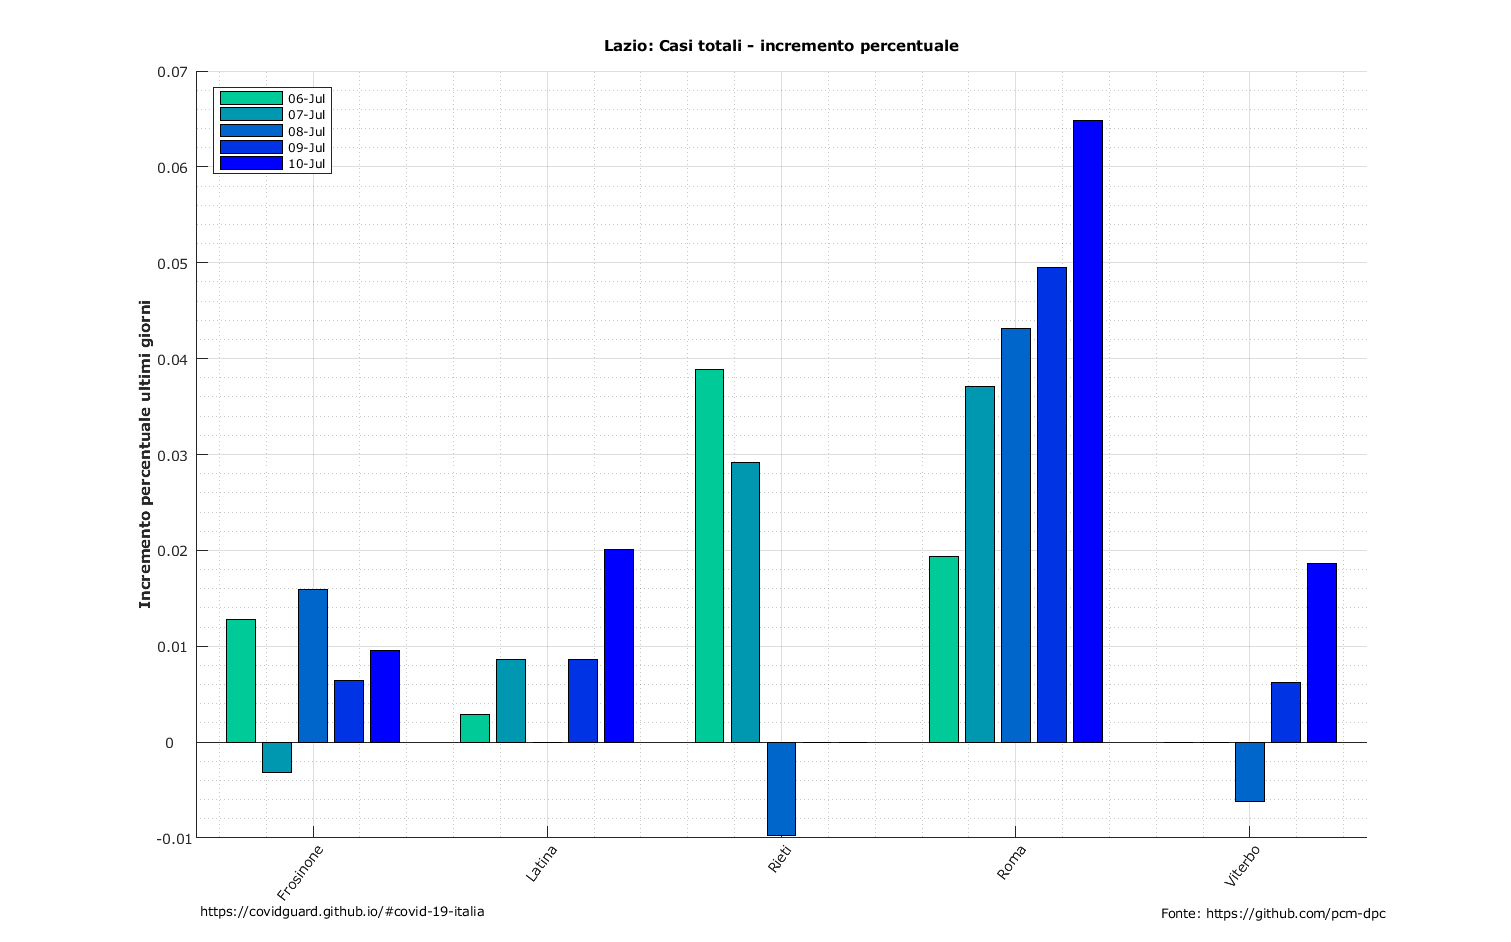 Lazio: Casi totali - incremento percentuale
0.07
0.06
0.05
0.04
0.03
0.02
0.01
0
-0.01
Incremento percentuale ultimi giorni
06-Jul
07-Jul
08-Jul
09-Jul
10-Jul
Frosinone
Latina
Rieti
Roma
Viterbo
https://covidguard.github.io/#covid-19-italia
Fonte: https://github.com/pcm-dpc